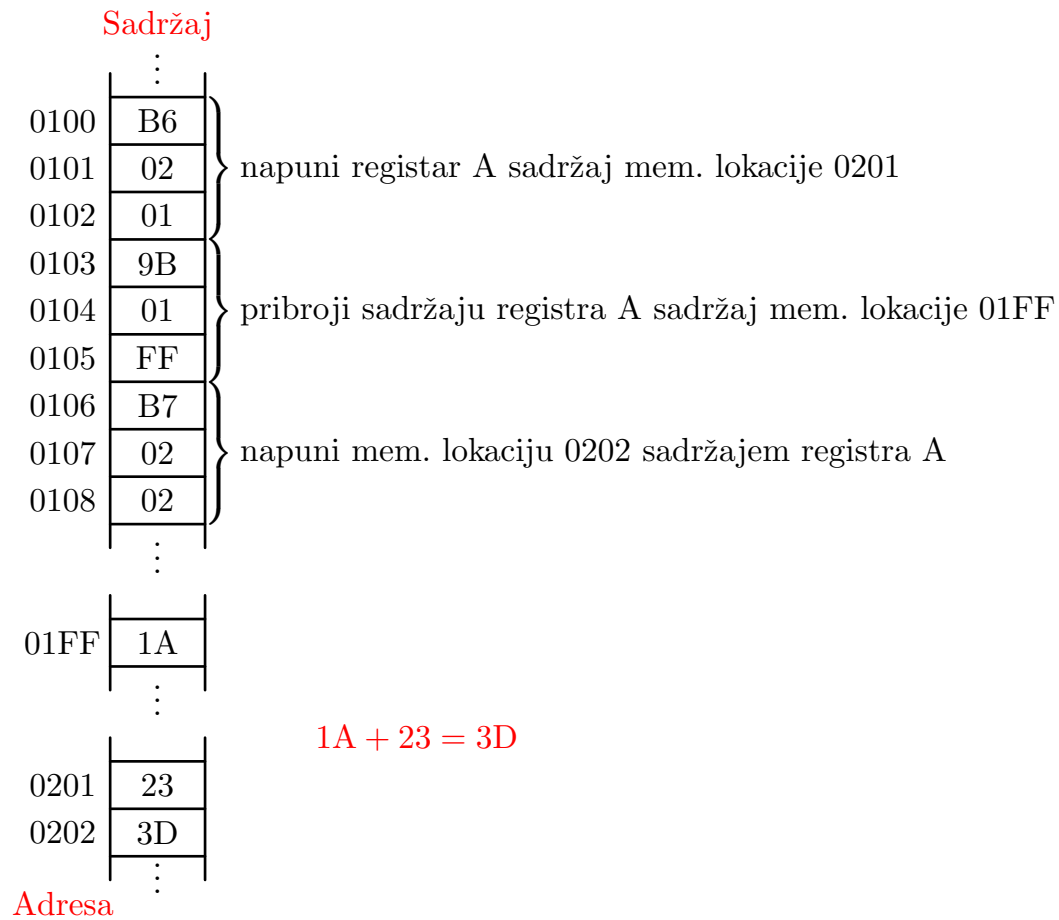 Sadržaj
⋮
0100 B6
0101 02 napuni registar A sadržaj mem. lokacije 0201
0102 01
0103 9B
0104 01 pribroji sadržaju registra A sadržaj mem. lokacije 01FF
0105 FF
0106 B7
0107 02 napuni mem. lokaciju 0202 sadržajem registra A
0108 02
⋮
01FF 1A
⋮
1A + 23 = 3D
0201 23
0202 3D
⋮
Adresa